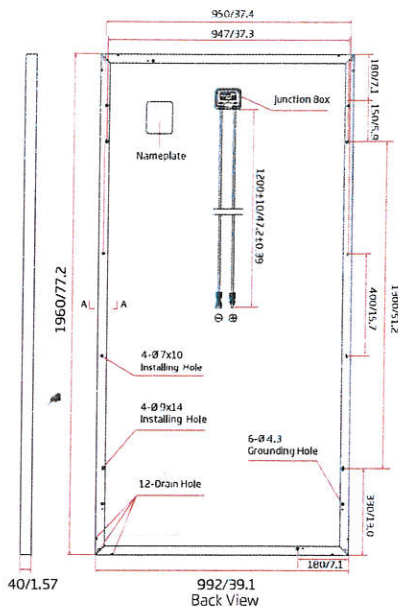 950/37.4
947/37.3
180/7.1
150/5.9
Junction Box
Nameplate
1200±10/47.2±0.39
1960/77.2
400/15.7
1300/51.2
A
A
4-Ø 7x10
Installing Hole
4-Ø 9x14
Installing Hole
6-Ø 4.3
Grounding Hole
12-Drain Hole
330/13.0
180/7.1
40/1.57
992/39.1
Back View